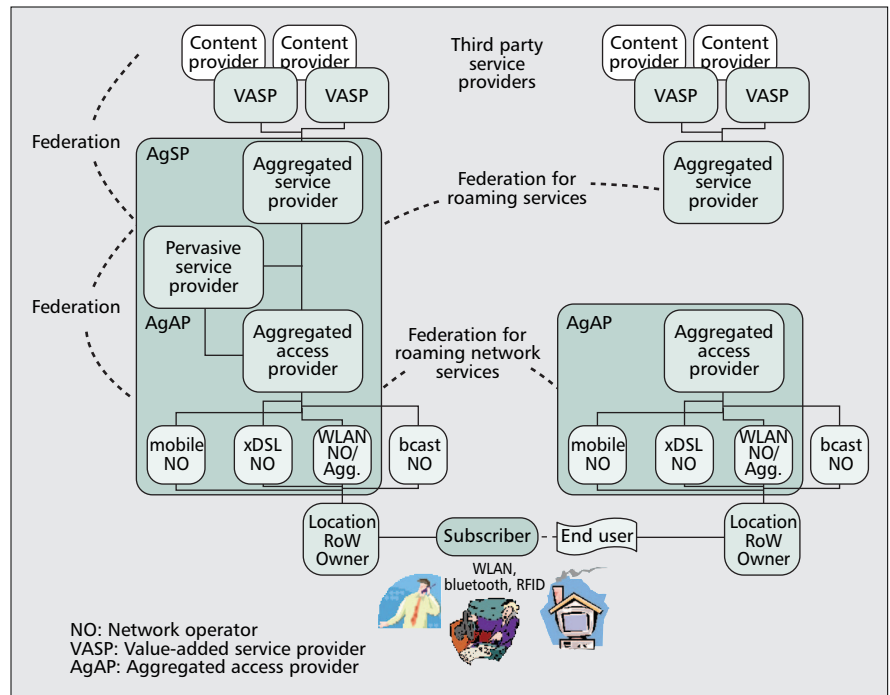 Content
provider
Content
provider
Third party
service
providers
Content
provider
Content
provider
VASP
VASP
VASP
VASP
Federation
AgSP
Aggregated
service
provider
Federation for
roaming services
Aggregated
service
provider
Pervasive
service
provider
Federation
AgAP
Aggregated
access
provider
Federation for
roaming network
services
AgAP
Aggregated
access
provider
mobile
NO
xDSL
NO
WLAN
NO/
Agg.
bcast
NO
mobile
NO
xDSL
NO
WLAN
NO/
Agg.
bcast
NO
Location
RoW
Owner
Subscriber
End user
Location
RoW
Owner
WLAN,
bluetooth, RFID
NO: Network operator
VASP: Value-added service provider
AgAP: Aggregated access provider